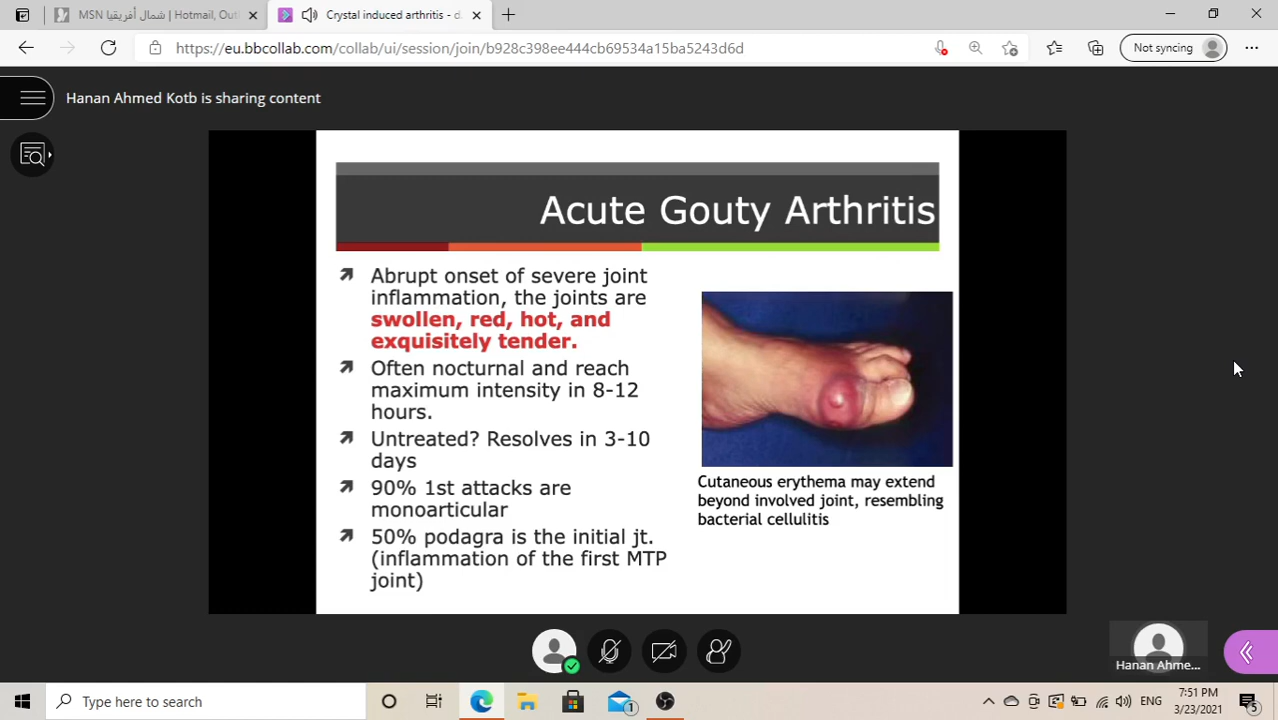 MSN شمال أفريقيا | Hotmail, Outl
Crystal induced arthritis - d
https://eu.bbcollab.com/collab/ui/session/join/b928c398ee444cb69534a15ba5243d6d
Not syncing
Hanan Ahmed Kotb is sharing content
Acute Gouty Arthritis
Abrupt onset of severe joint
inflammation, the joints are
swollen, red, hot, and
exquisitely tender.
Often nocturnal and reach
maximum intensity in 8-12
hours.
Untreated? Resolves in 3-10
days
90% 1st attacks are
monoarticular
50% podagra is the initial jt.
(inflammation of the first MTP
joint)
Cutaneous erythema may extend
beyond involved joint, resembling
bacterial cellulitis
Hanan Ahme...
Type here to search
1
ENG
7:51 PM
3/23/2021
5